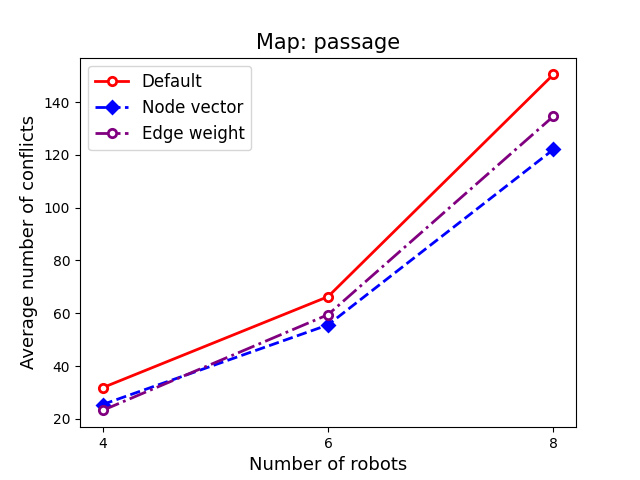 Map: passage
Default
Node vector
Edge weight
Average number of conflicts
140
120
100
80
60
40
20
4
6
8
Number of robots